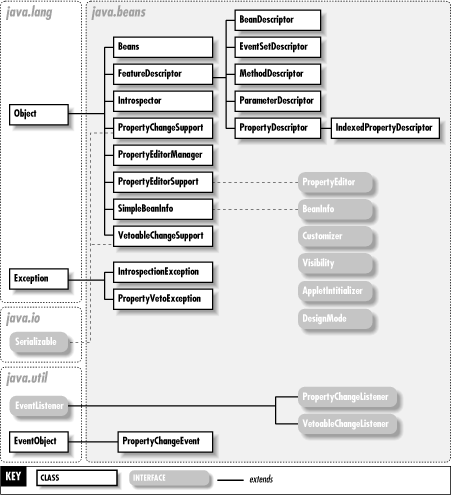 java.lang
java.beans
BeanDescriptor
Beans
EventSetDescriptor
FeatureDescriptor
MethodDescriptor
Introspector
ParameterDescriptor
Object
PropertyChangeSupport
PropertyDescriptor
IndexedPropertyDescriptor
PropertyEditorManager
PropertyEditorSupport
PropertyEditor
SimpleBeanInfo
BeanInfo
VetoableChangeSupport
Customizer
Exception
IntrospectionException
Visibility
PropertyVetoException
AppletIntitializer
java.io
DesignMode
Serializable
java.util
PropertyChangeListener
EventListener
VetoableChangeListener
EventObject
PropertyChangeEvent
KEY
CLASS
INTERFACE
extends